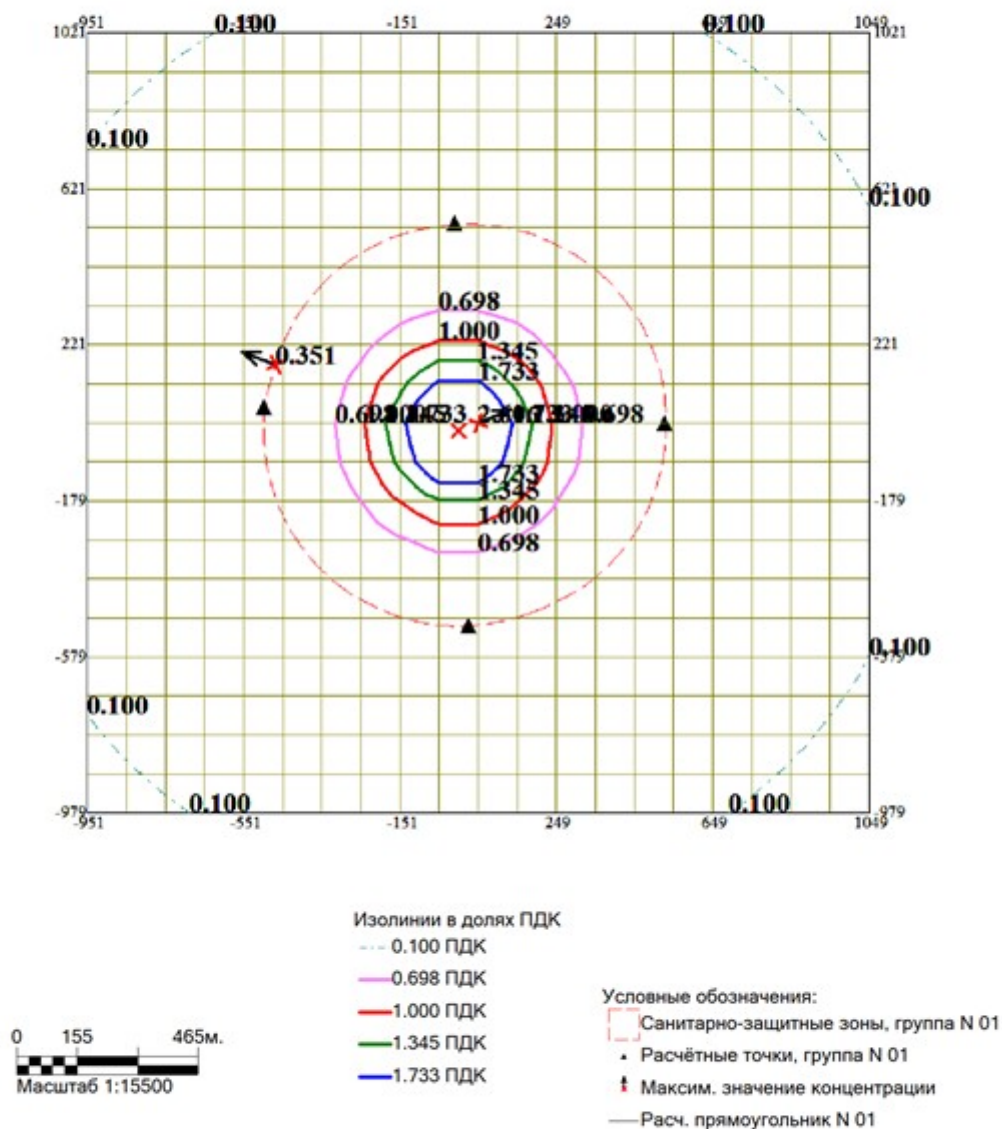 -951 0.100 -151 249 0.100 1049
1021 1021
0.100
621
0.100
0.698
1.000
221
0.351 1.345
1.733
0.698
1.733
1.345
-179 -179
1.000
0.698
0.100
-579 -579
0.100
-979 0.100 0.100 -979
-951 -551 -151 249 649 1049
Изолинии в долях ПДК
0.100 ПДК
0.698 ПДК
1.000 ПДК
1.345 ПДК
1.733 ПДК
0 155 465м.
Масштаб 1:15500
Условные обозначения:
Санитарно-защитные зоны, группа N 01
Расчётные точки, группа N 01
Максим. значение концентрации
Расч. прямоугольник N 01